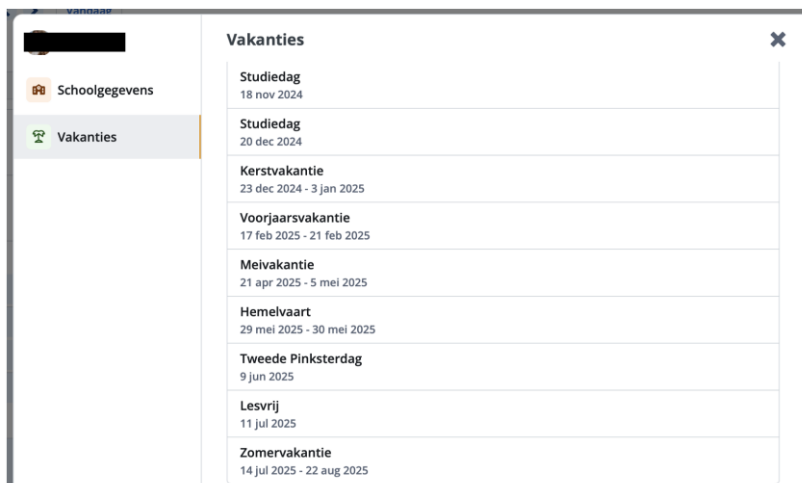 Vandaag
Vakanties
Schoolgegevens
Vakanties
Studiedag
18 nov 2024
Studiedag
20 dec 2024
Kerstvakantie
23 dec 2024 - 3 jan 2025
Voorjaarsvakantie
17 feb 2025 - 21 feb 2025
Meivakantie
21 apr 2025 - 5 mei 2025
Hemelvaart
29 mei 2025 - 30 mei 2025
Tweede Pinksterdag
9 jun 2025
Lesvrij
11 jul 2025
Zomervakantie
14 jul 2025 - 22 aug 2025